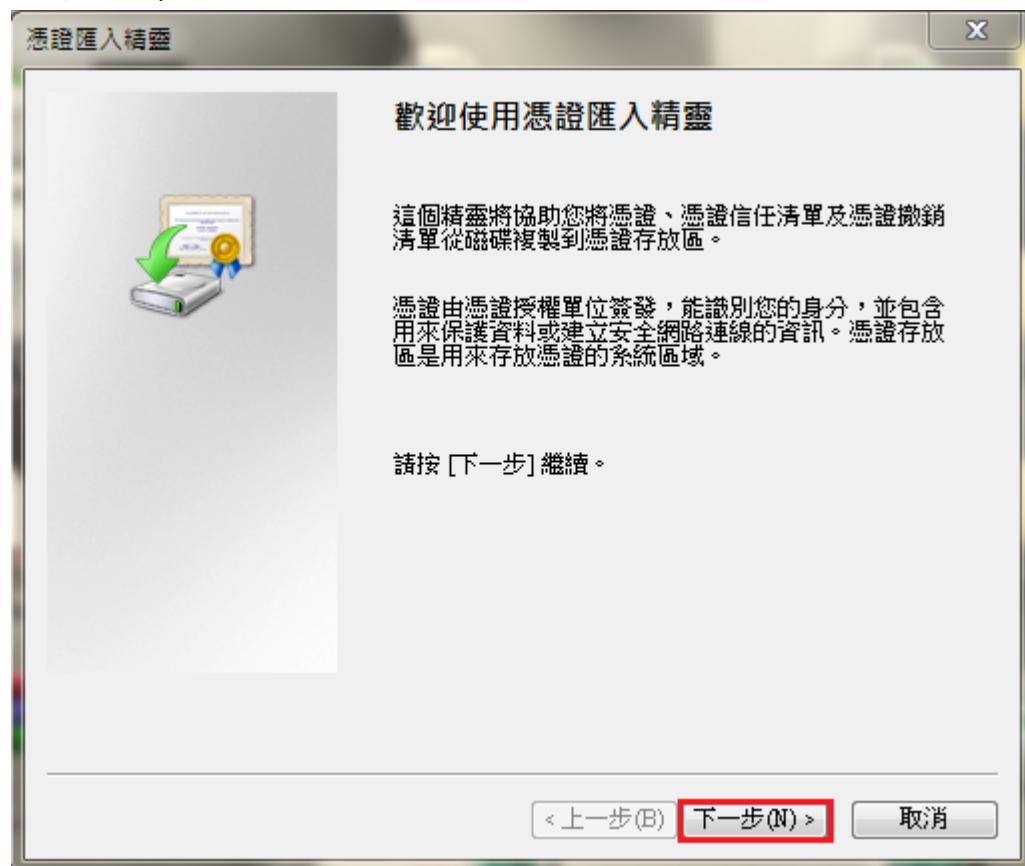 憑證匯入精靈
歡迎使用憑證匯入精靈
這個精靈將協助您將憑證、憑證信任清單及憑證撤銷
清單從磁碟複製到憑證存放區。
憑證由憑證授權單位簽發，能識別您的身分，並包含
用來保護資料或建立安全網路連線的資訊。憑證存放
區是用來存放憑證的系統區域。
請按 [下一步] 繼續。
< 上一步(B) 下一步(N) > 取消